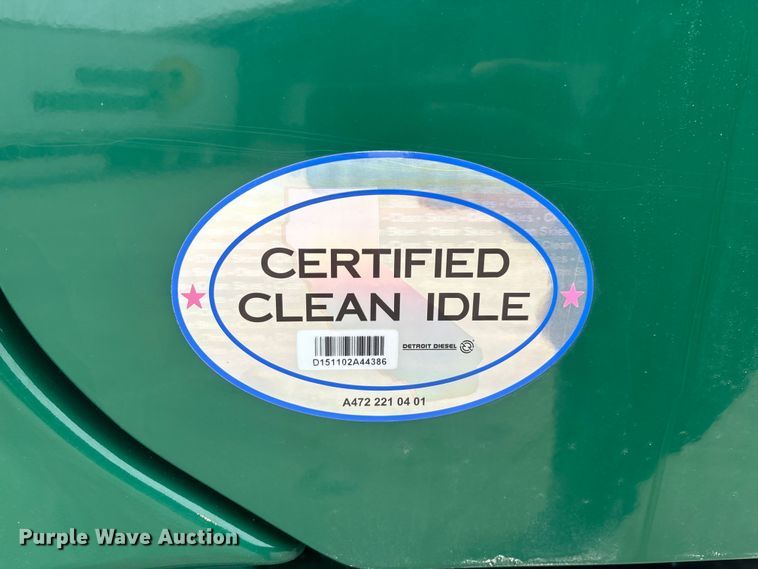 CERTIFIED
CLEAN IDLE
D151102A44386
DETROIT DIESEL
A472 221 04 01
Purple Wave Auction